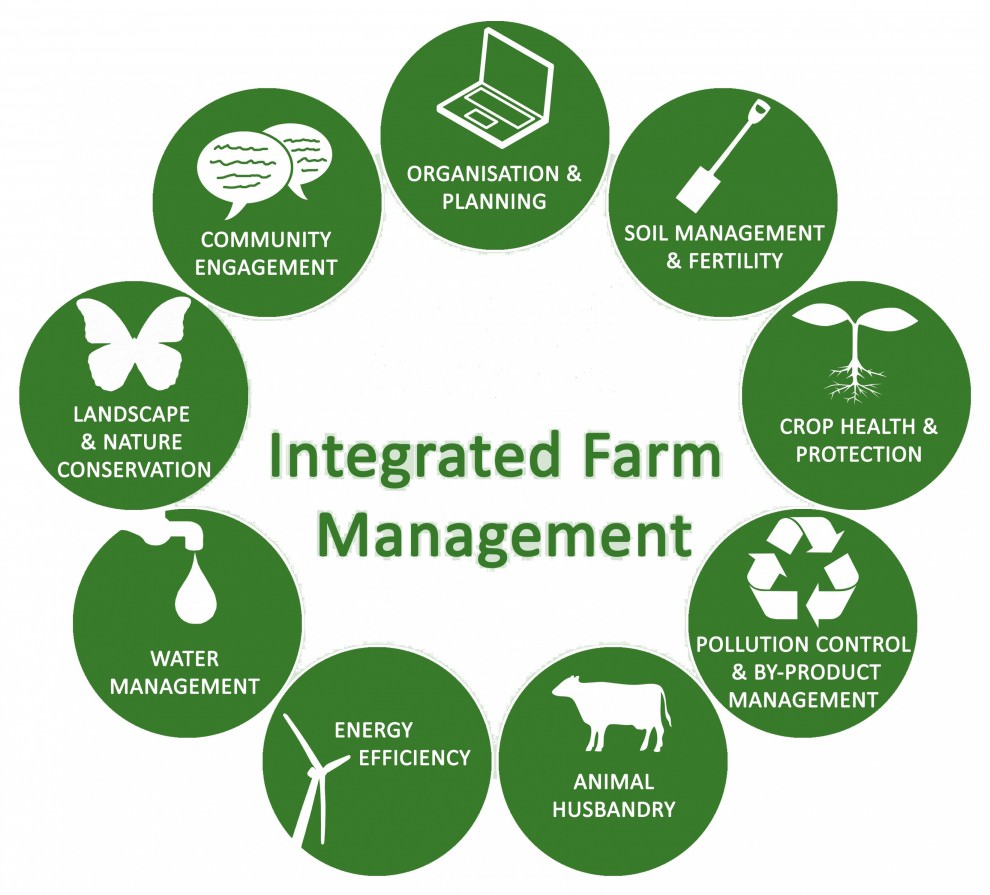 ORGANISATION &
PLANNING
SOIL MANAGEMENT
& FERTILITY
CROP HEALTH &
PROTECTION
POLLUTION CONTROL
& BY-PRODUCT
MANAGEMENT
ANIMAL
HUSBANDRY
ENERGY
EFFICIENCY
WATER
MANAGEMENT
LANDSCAPE
& NATURE
CONSERVATION
COMMUNITY
ENGAGEMENT
Integrated Farm
Management